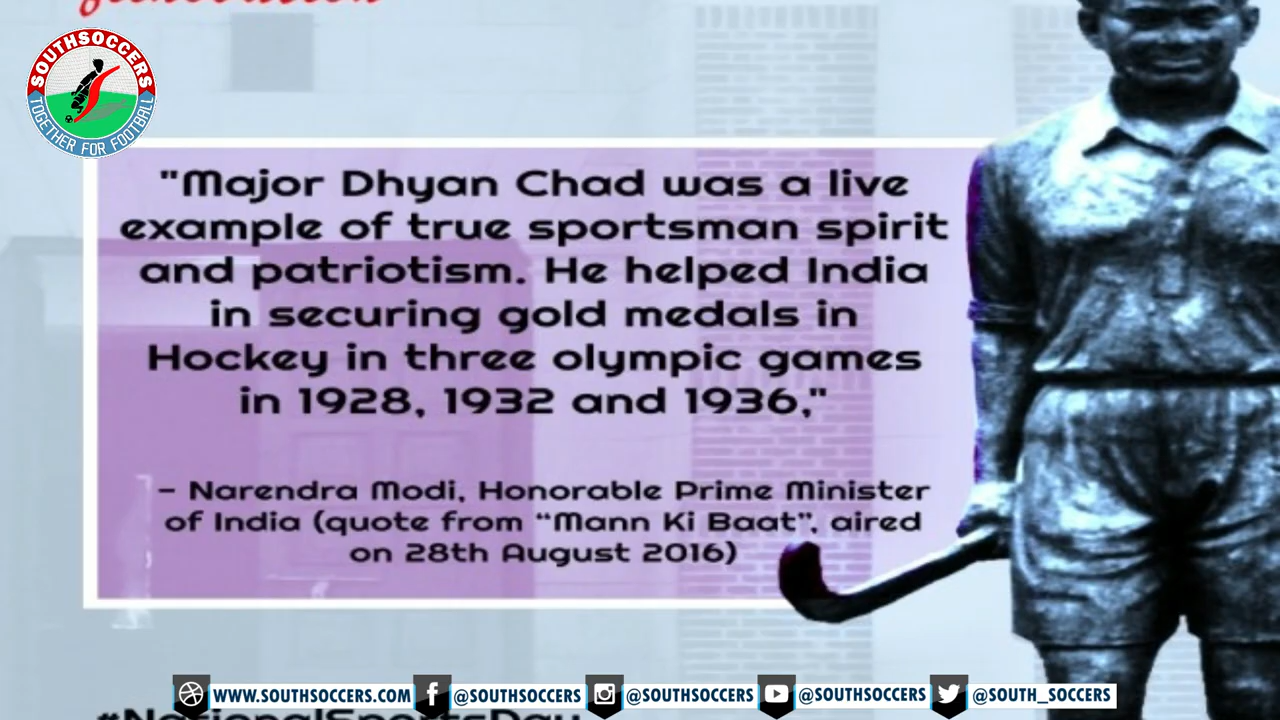 SOUTHSOCCERS
TOGETHER FOR FOOTBALL
"Major Dhyan Chad was a live
example of true sportsman spirit
and patriotism. He helped India
in securing gold medals in
Hockey in three olympic games
in 1928, 1932 and 1936,"
– Narendra Modi, Honorable Prime Minister
of India (quote from “Mann Ki Baat”, aired
on 28th August 2016)
WWW.SOUTHSOCCERS.COM @SOUTHSOCCERS @SOUTHSOCCERS @SOUTHSOCCERS @SOUTH_SOCCERS
#NationalSportsDay